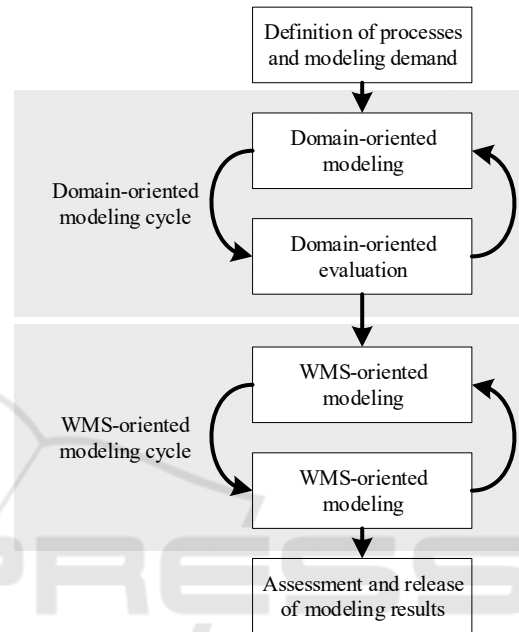 Definition of processes
and modeling demand
Domain-oriented
modeling
Domain-oriented
modeling cycle
Domain-oriented
evaluation
WMS-oriented
modeling
WMS-oriented
modeling cycle
WMS-oriented
modeling
Assessment and release
of modeling results